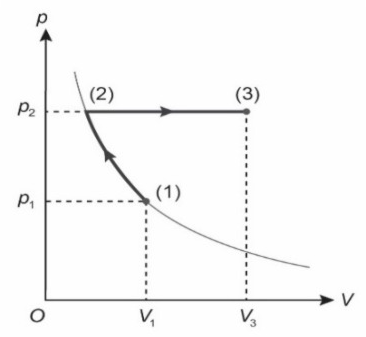 p
(2)
(3)
p₂
(1)
p₁
O
V₁
V₃
V